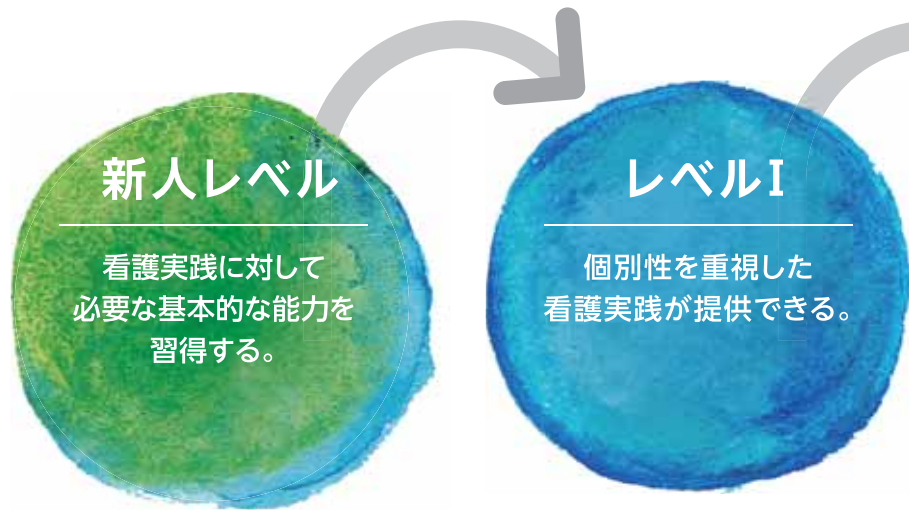 新人レベル
看護実践に対して
必要な基本的な能力を
習得する。
レベルI
個別性を重視した
看護実践が提供できる。